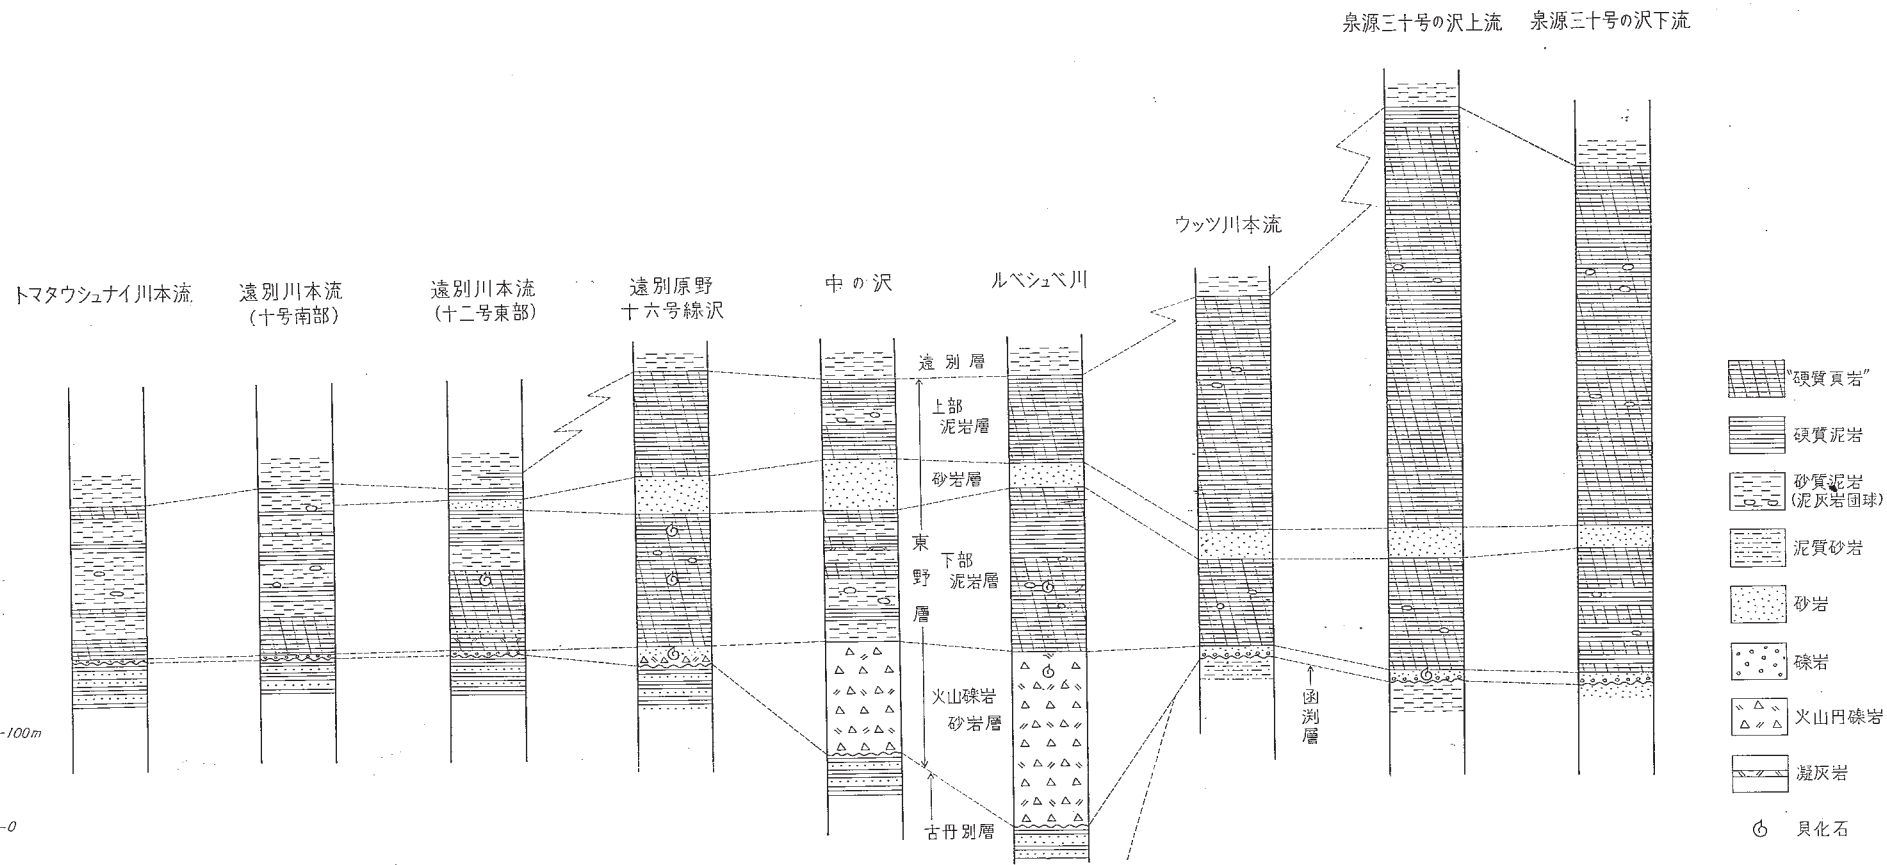 泉源三十号の沢上流
泉源三十号の沢下流
ウッツ川本流
トマタウシュナイ川本流
遠別川本流
(十号南部)
遠別川本流
(十二号東部)
遠別原野
十六号線沢
中の沢
ルベシュベ川
遠別層
上部
泥岩層
砂岩層
東野層
下部
泥岩層
火山礫岩
砂岩層
古丹別層
函渕層
-100m
-0
"硬質頁岩"
硬質泥岩
砂質泥岩
(泥灰岩団球)
泥質砂岩
砂岩
礫岩
火山円礫岩
凝灰岩
貝化石